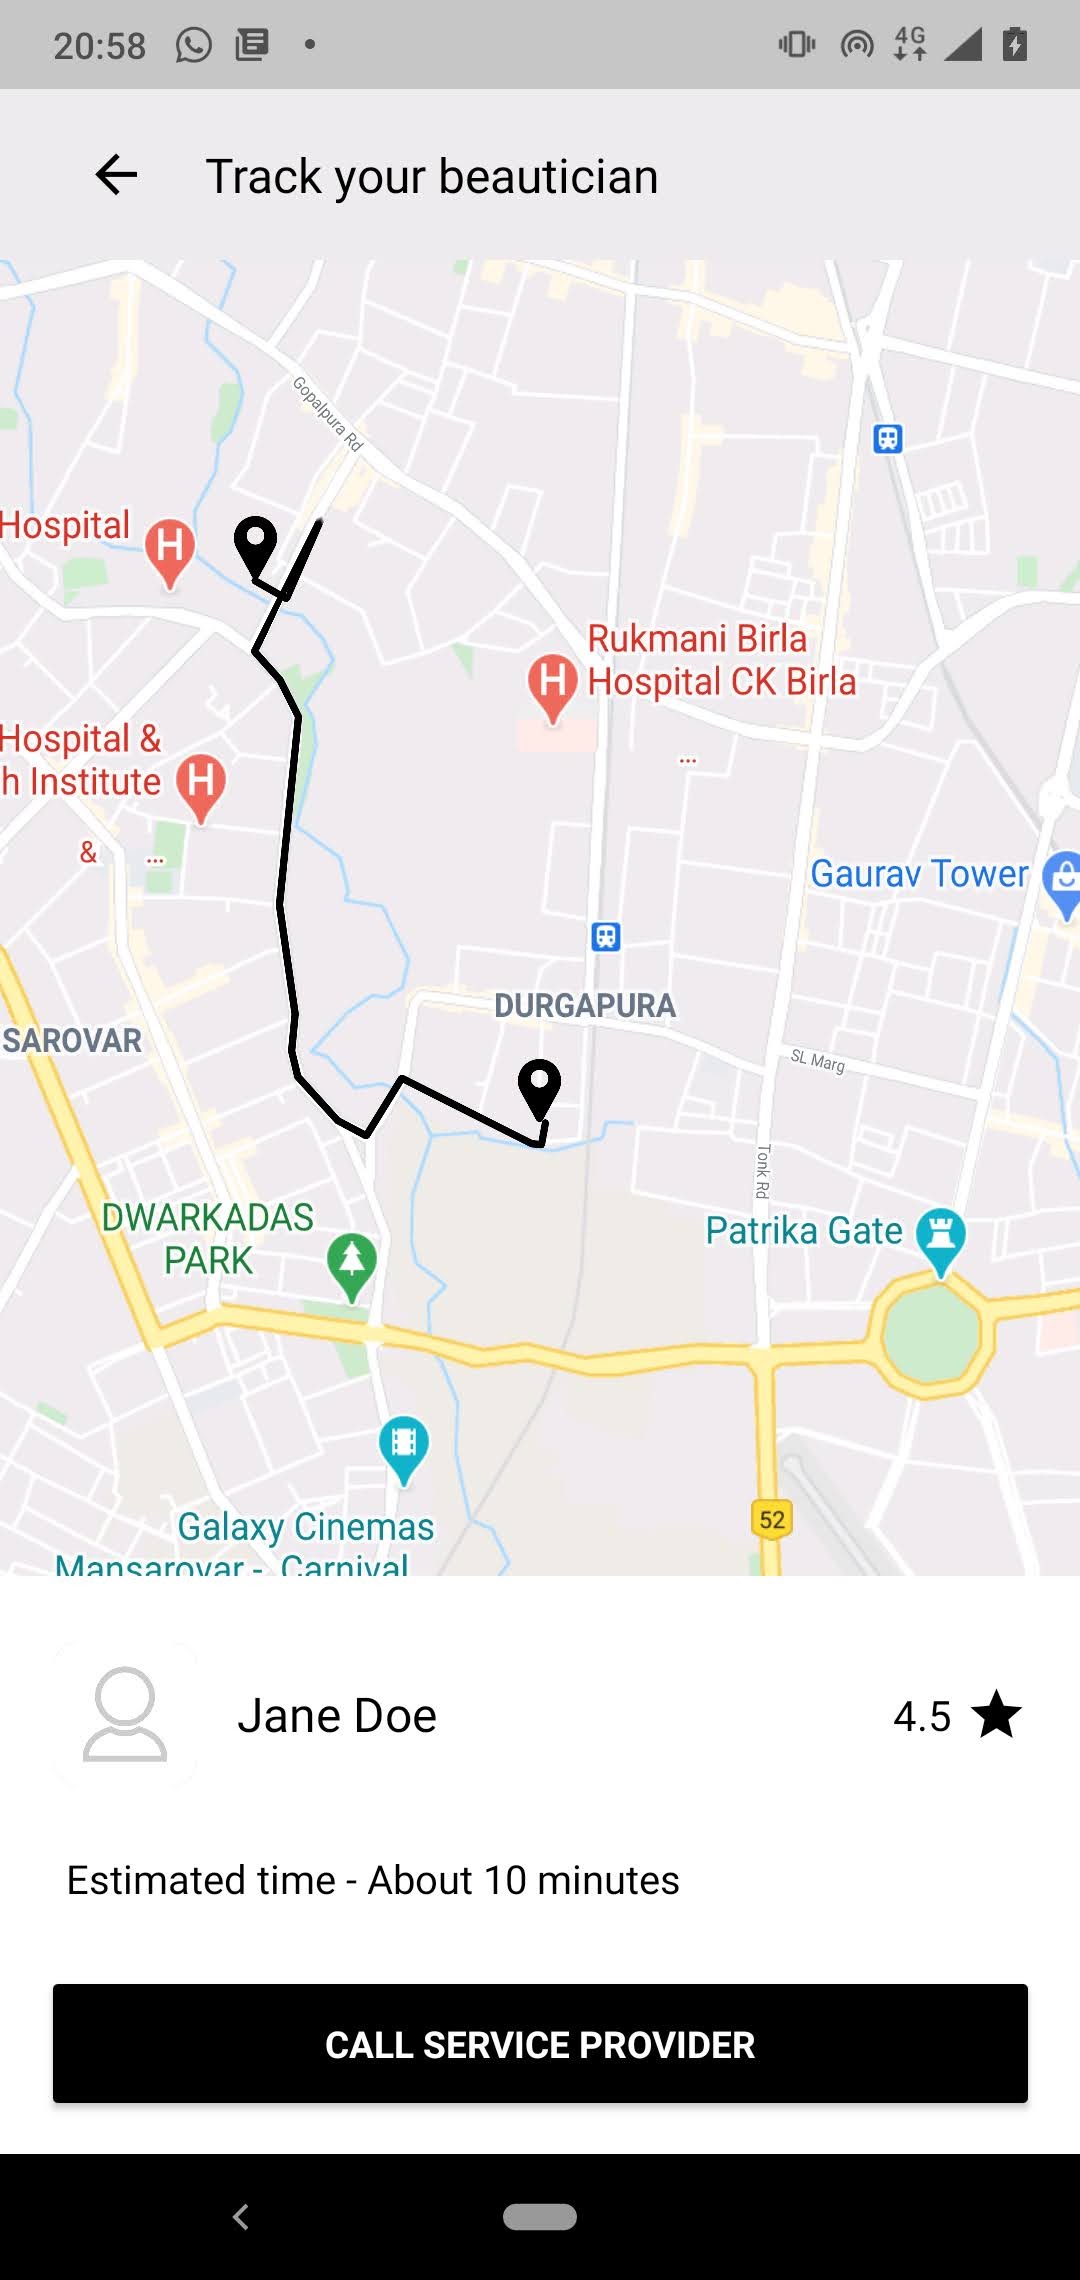 20:58
4G
Track your beautician
Gopalpura Rd
Hospital
H
Rukmani Birla
Hospital CK Birla
H
...
Hospital &
h Institute
H
& ...
Gaurav Tower
DURGAPURA
SAROVAR
SL Marg
Tonk Rd
DWARKADAS
PARK
Patrika Gate
52
Galaxy Cinemas
Mansarovar - Carnival
Jane Doe
4.5
Estimated time - About 10 minutes
CALL SERVICE PROVIDER